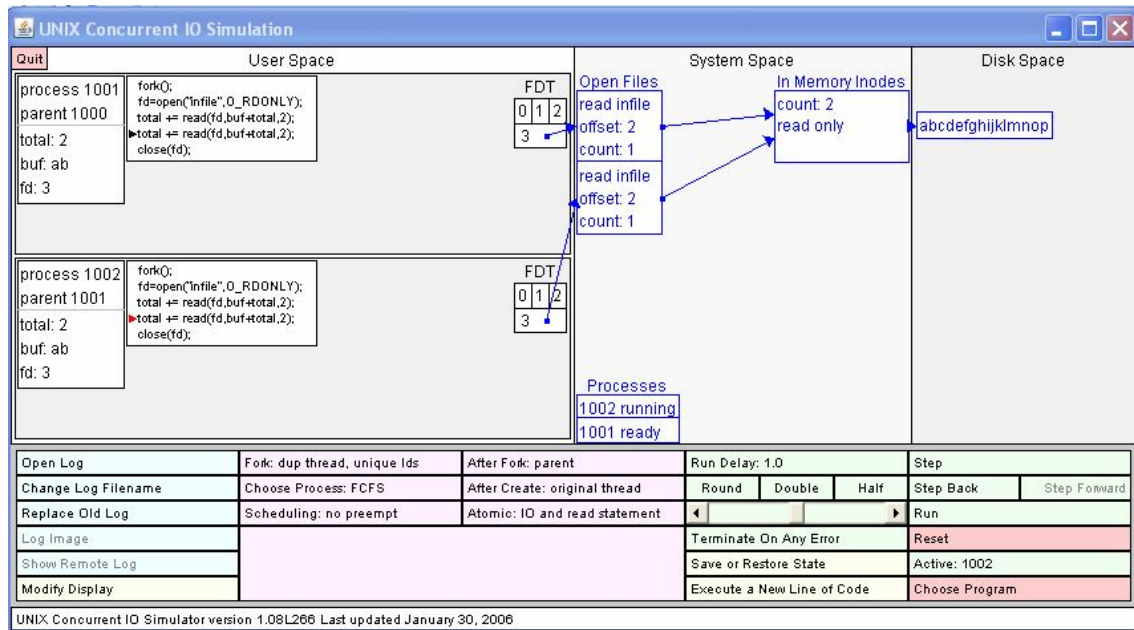 UNIX Concurrent IO Simulation
Quit
User Space
System Space
Disk Space
process 1001
parent 1000
total: 2
buf: ab
fd: 3
fork();
fd=open("infile",O_RDONLY);
total += read(fd,buf+total,2);
total += read(fd,buf+total,2);
close(fd);
FDT
0 1 2
3
Open Files
read infile
offset: 2
count: 1
read infile
offset: 2
count: 1
In Memory Inodes
count: 2
read only
abcdefghijklmnop
process 1002
parent 1001
total: 2
buf: ab
fd: 3
fork();
fd=open("infile",O_RDONLY);
total += read(fd,buf+total,2);
total += read(fd,buf+total,2);
close(fd);
FDT
0 1 2
3
Processes
1002 running
1001 ready
Open Log
Fork: dup thread, unique Ids
After Fork: parent
Run Delay: 1.0
Step
Change Log Filename
Choose Process: FCFS
After Create: original thread
Round
Double
Half
Step Back
Step Forward
Replace Old Log
Scheduling: no preempt
Atomic: IO and read statement
Run
Log Image
Terminate On Any Error
Reset
Show Remote Log
Save or Restore State
Active: 1002
Modify Display
Execute a New Line of Code
Choose Program
UNIX Concurrent IO Simulator version 1.08L266 Last updated January 30, 2006